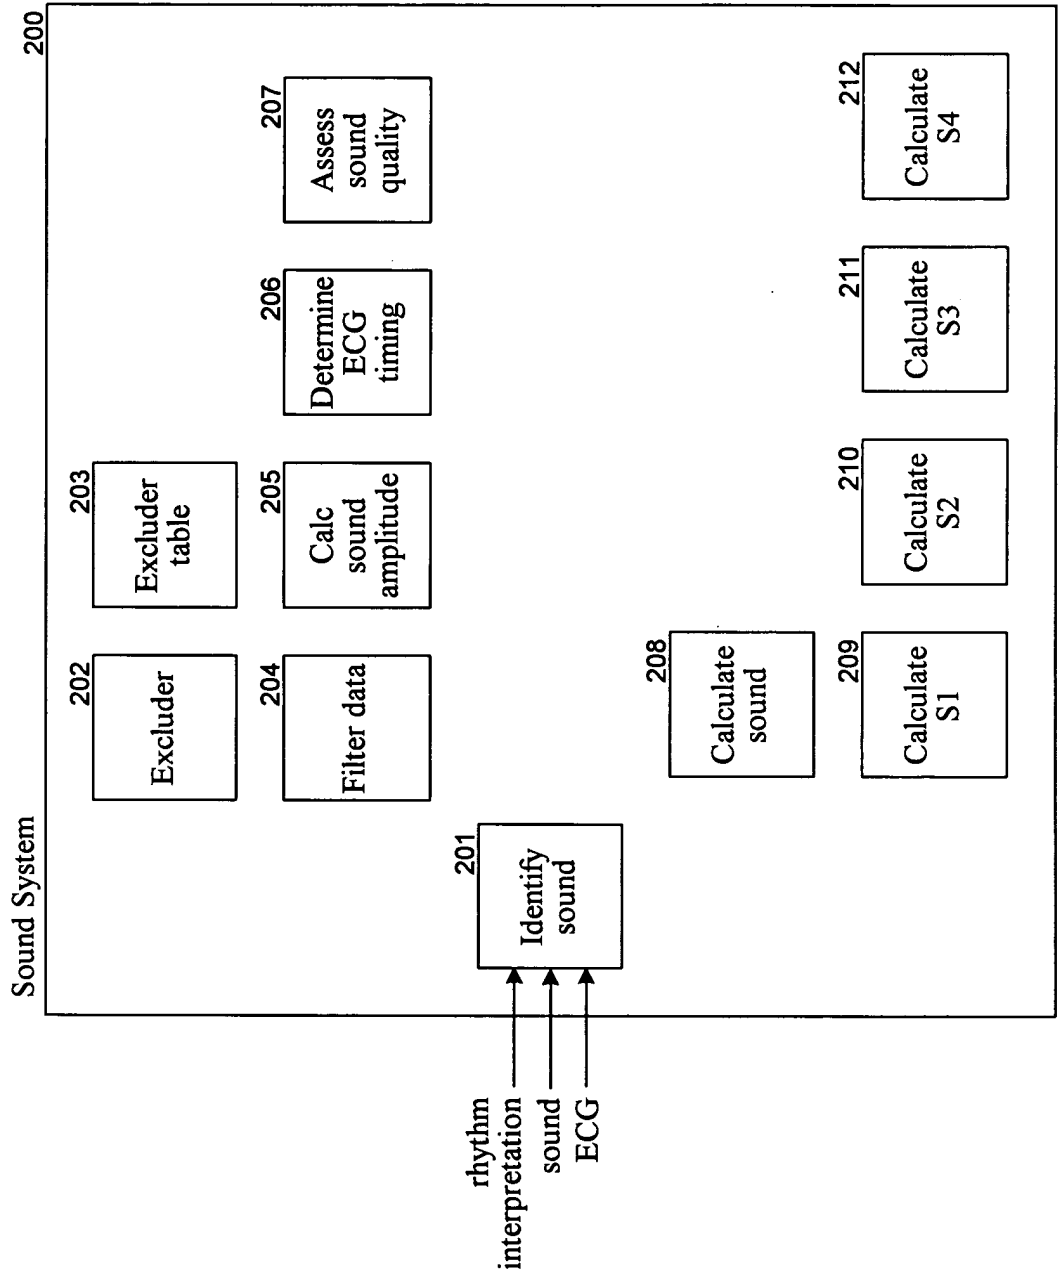 Sound System
200
202
Excluder
203
Excluder
table
204
Filter data
205
Calc
sound
amplitude
206
Determine
ECG
timing
207
Assess
sound
quality
201
Identify
sound
rhythm
interpretation
sound
ECG
208
Calculate
sound
209
Calculate
S1
210
Calculate
S2
211
Calculate
S3
212
Calculate
S4